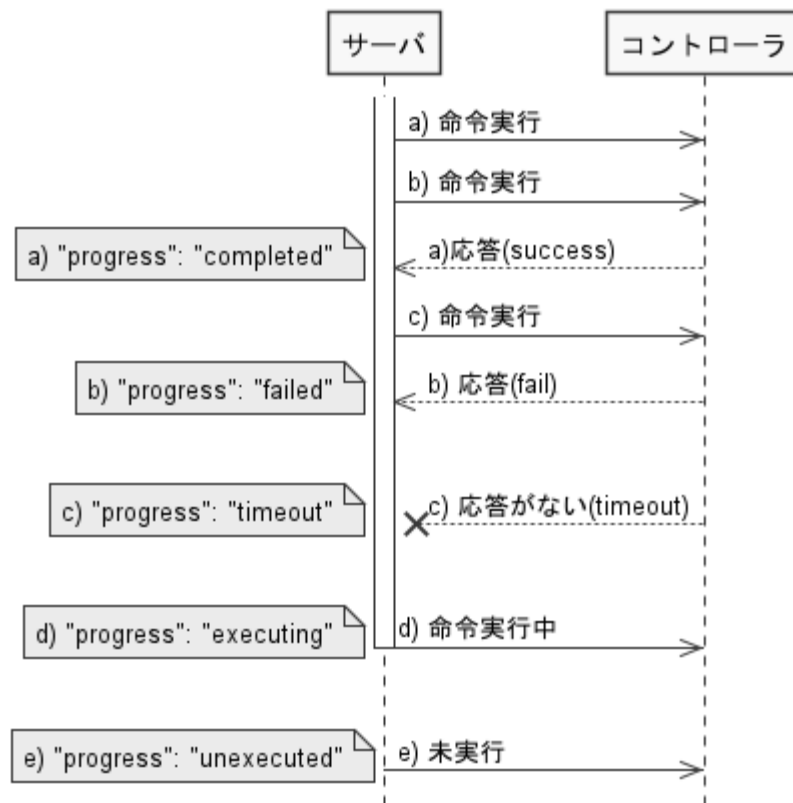 サーバ
コントローラ
a) 命令実行
b) 命令実行
a) "progress": "completed"
a)応答(success)
c) 命令実行
b) "progress": "failed"
b) 応答(fail)
c) "progress": "timeout"
c) 応答がない(timeout)
d) "progress": "executing"
d) 命令実行中
e) "progress": "unexecuted"
e) 未実行